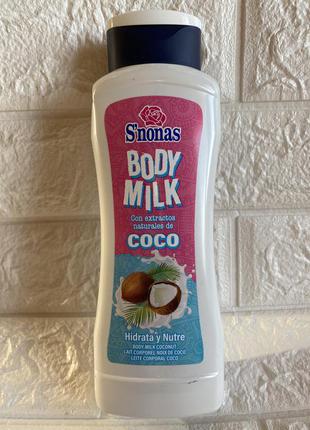 S'nonas
BODY
MILK
Con extractos
naturales de
COCO
Hidrata y Nutre
BODY MILK COCONUT
LAIT CORPOREL NOIX DE COCO
LEITE CORPORAL COCO